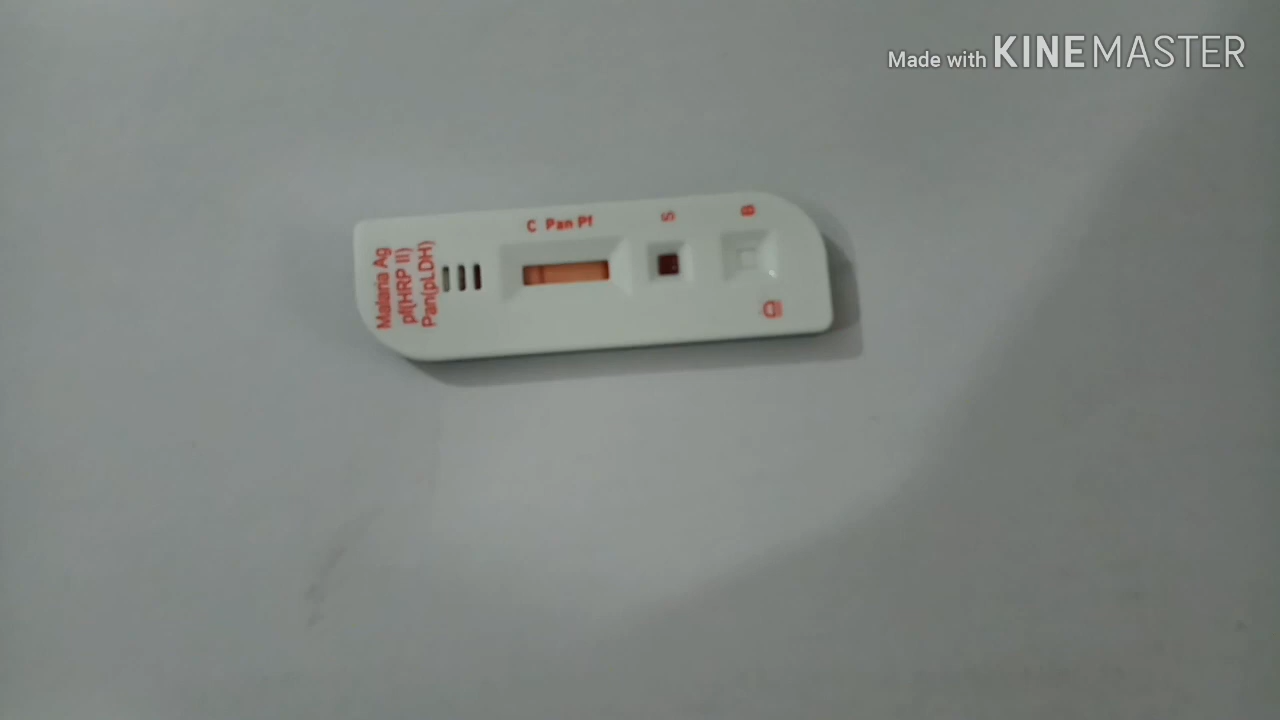 Made with KINEMASTER
C Pan Pf
S
B
Malaria Ag
pf(HRP II)
Pan(pLDH)